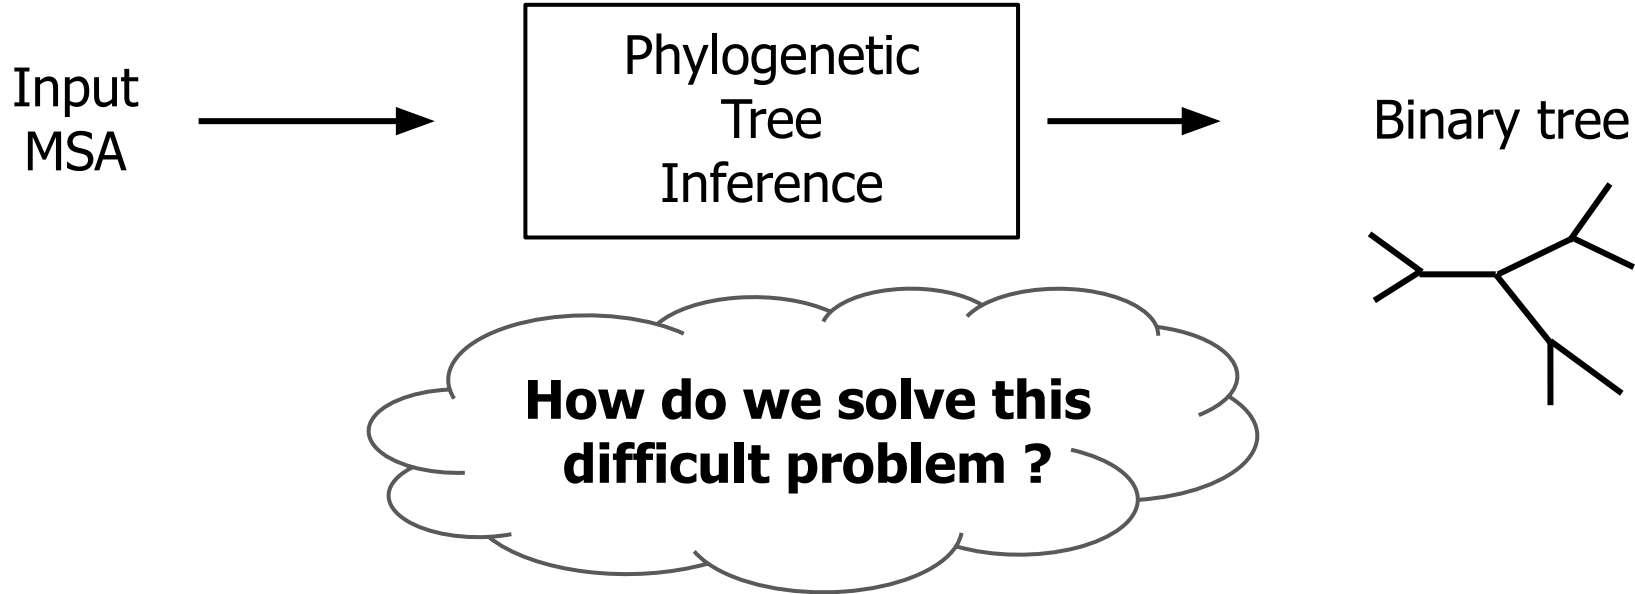 Input
MSA
Phylogenetic
Tree
Inference
Binary tree
How do we solve this
difficult problem ?